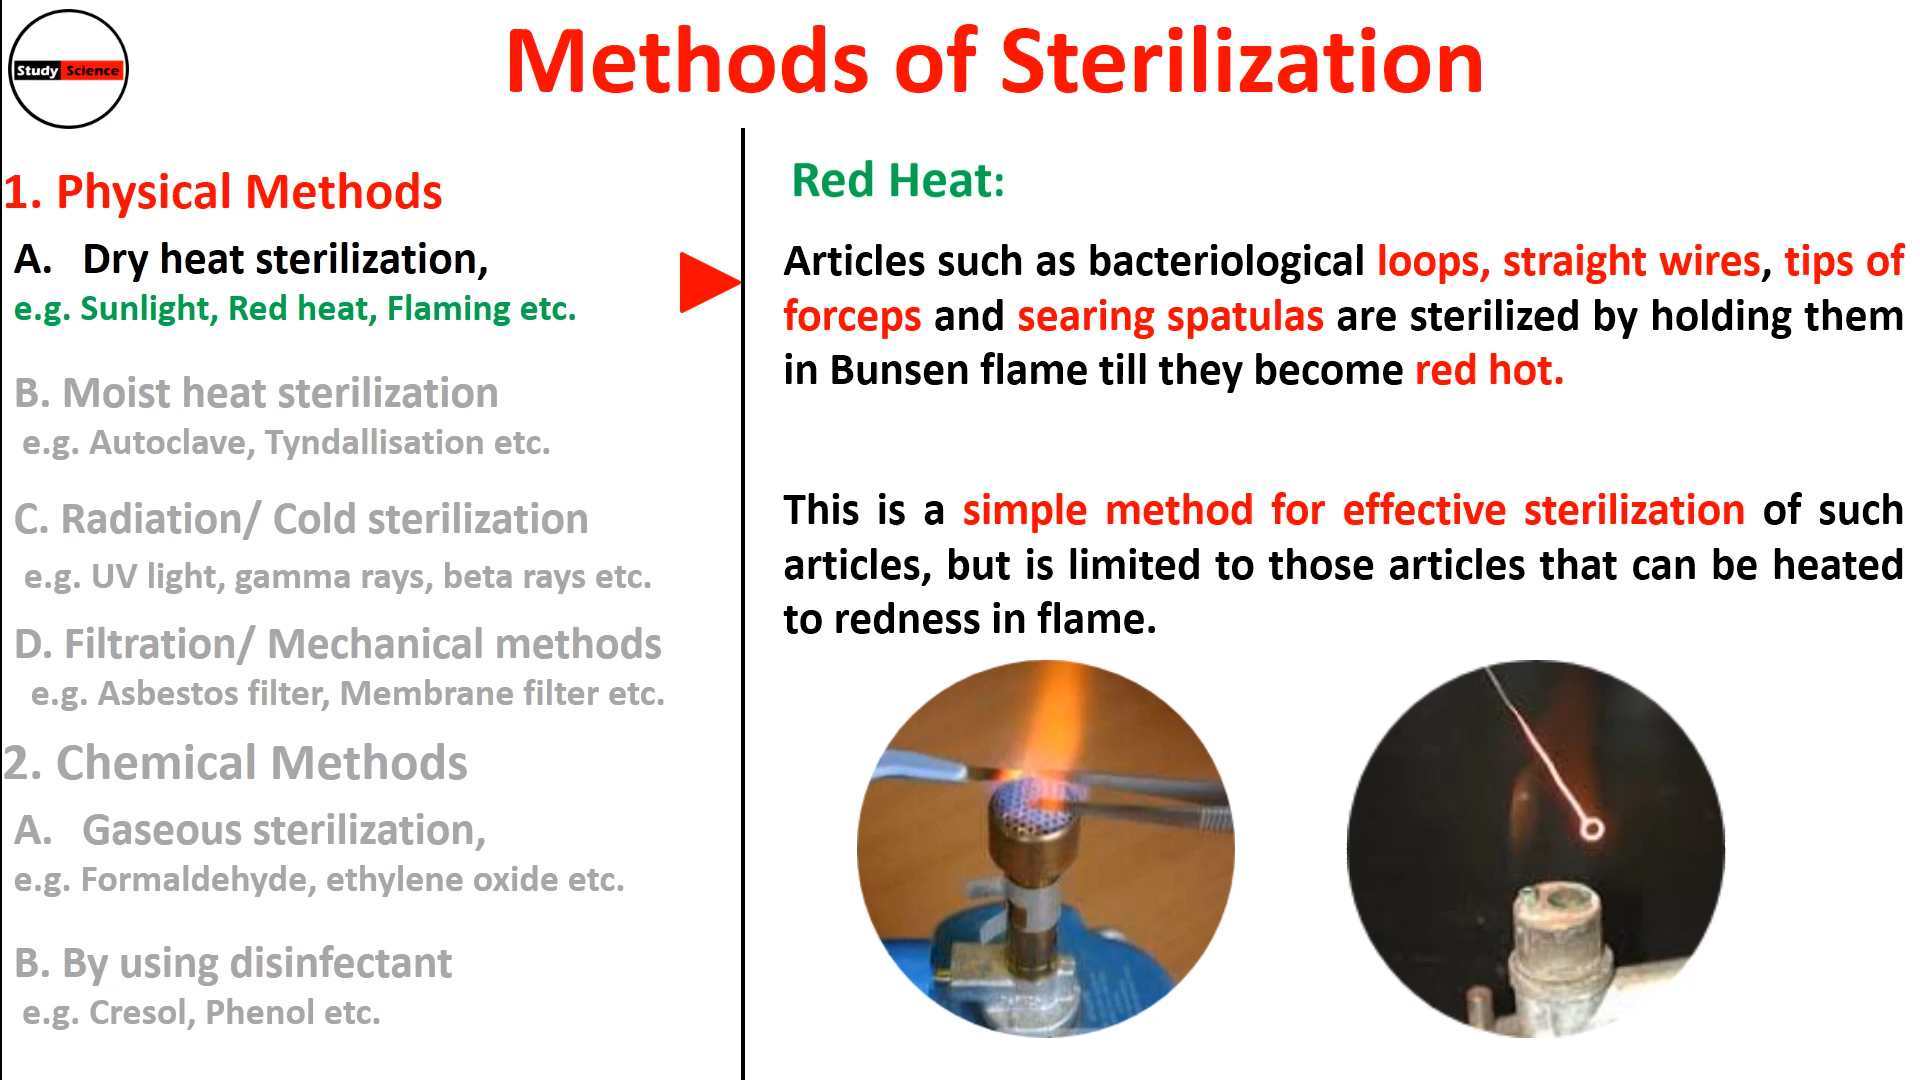 Study Science
Methods of Sterilization
1. Physical Methods
A. Dry heat sterilization,
e.g. Sunlight, Red heat, Flaming etc.
B. Moist heat sterilization
e.g. Autoclave, Tyndallisation etc.
C. Radiation/ Cold sterilization
e.g. UV light, gamma rays, beta rays etc.
D. Filtration/ Mechanical methods
e.g. Asbestos filter, Membrane filter etc.
2. Chemical Methods
A. Gaseous sterilization,
e.g. Formaldehyde, ethylene oxide etc.
B. By using disinfectant
e.g. Cresol, Phenol etc.
Red Heat:
Articles such as bacteriological loops, straight wires, tips of
forceps and searing spatulas are sterilized by holding them
in Bunsen flame till they become red hot.
This is a simple method for effective sterilization of such
articles, but is limited to those articles that can be heated
to redness in flame.